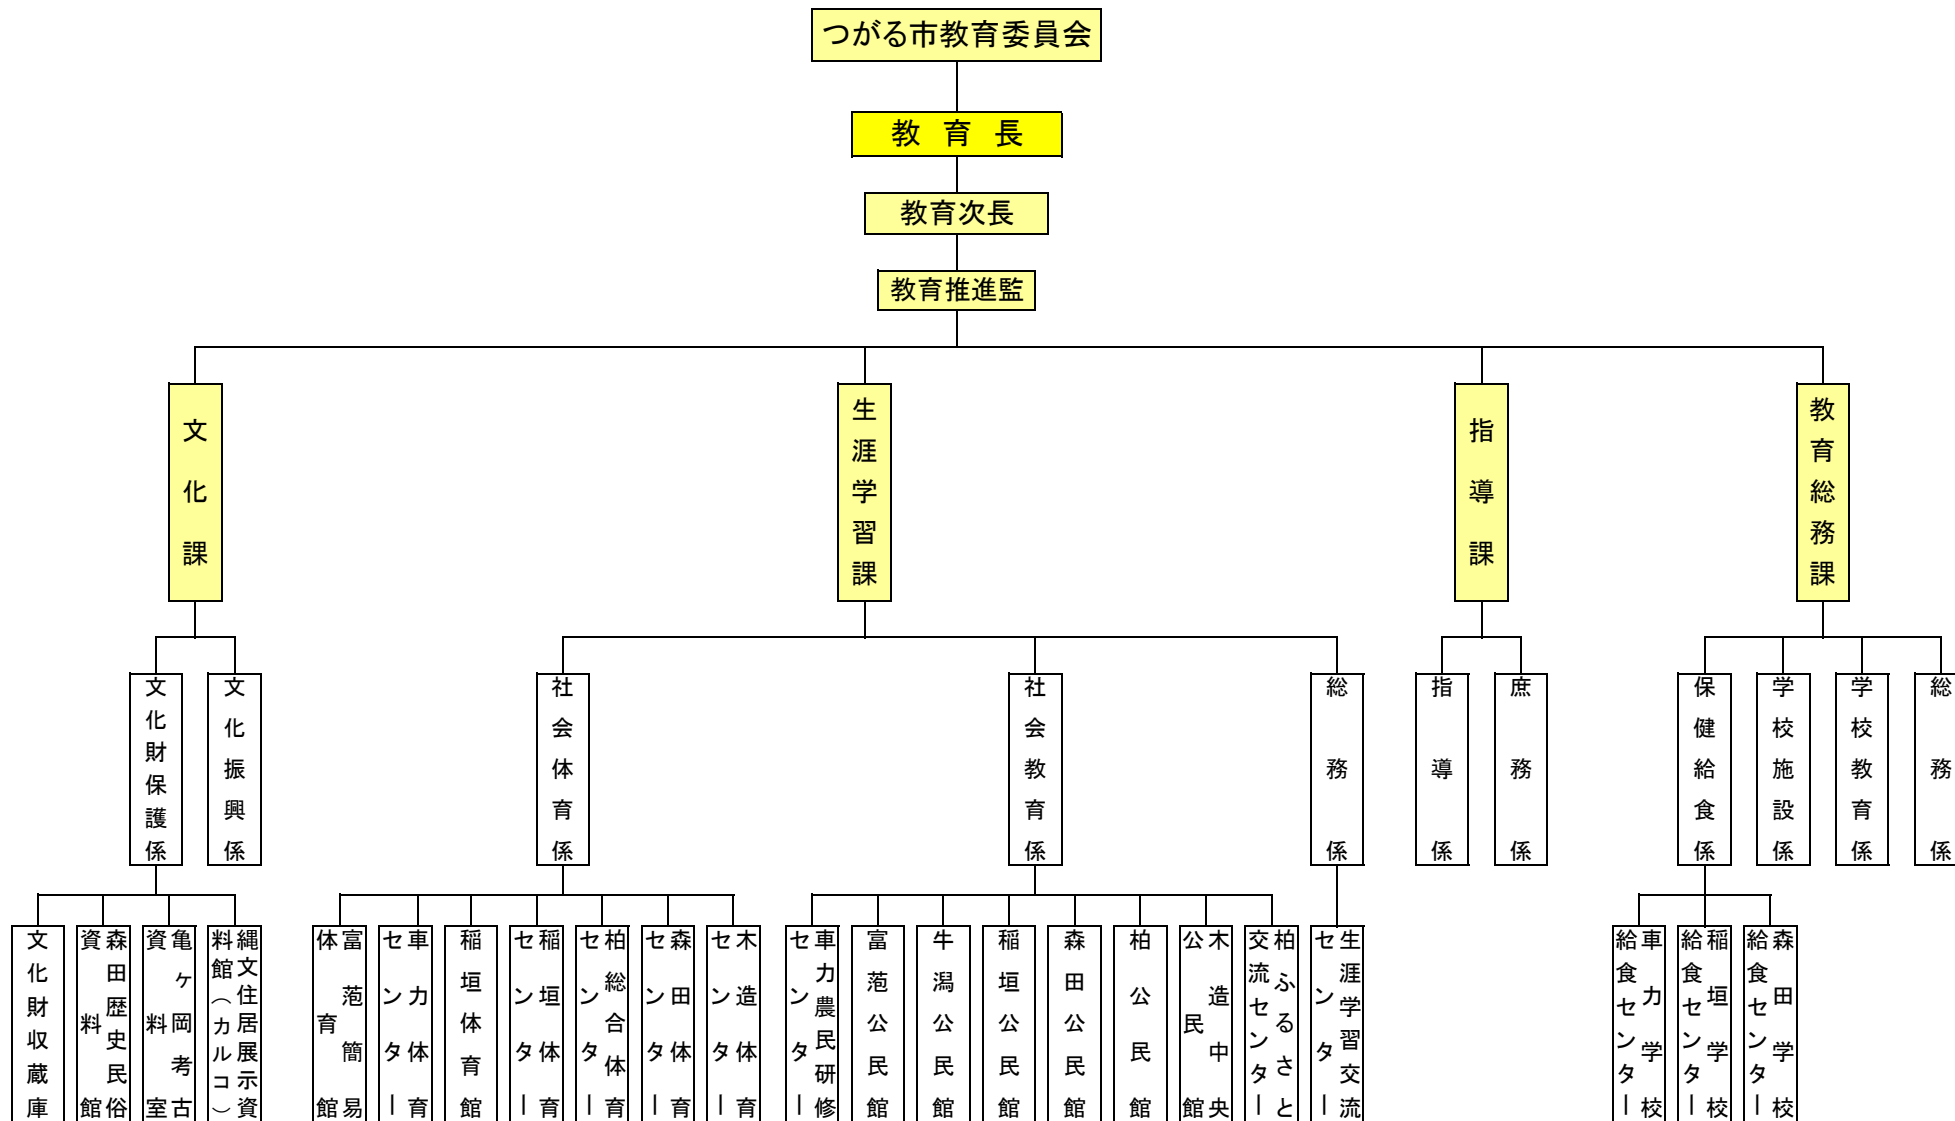 つがる市教育委員会
教育長
教育次長
教育推進監
文化課
生涯学習課
指導課
教育総務課
文化財保護係
文化振興係
社会体育係
社会教育係
総務係
指導係
庶務係
保健給食係
学校施設係
学校教育係
総務係
文化財収蔵庫
森田歴史民俗
資料館
亀ヶ岡考古
資料室
縄文住居展示資
料館（カルコ）
富萢簡易
体育館
車力体育
センター
稲垣体育館
稲垣体育
センター
柏総合体育
センター
森田体育
センター
木造体育
センター
車力農民研修
センター
富萢公民館
牛潟公民館
稲垣公民館
森田公民館
柏公民館
木造中央
公民館
柏ふるさと
交流センター
生涯学習交流
センター
車力学校
給食センター
稲垣学校
給食センター
森田学校
給食センター